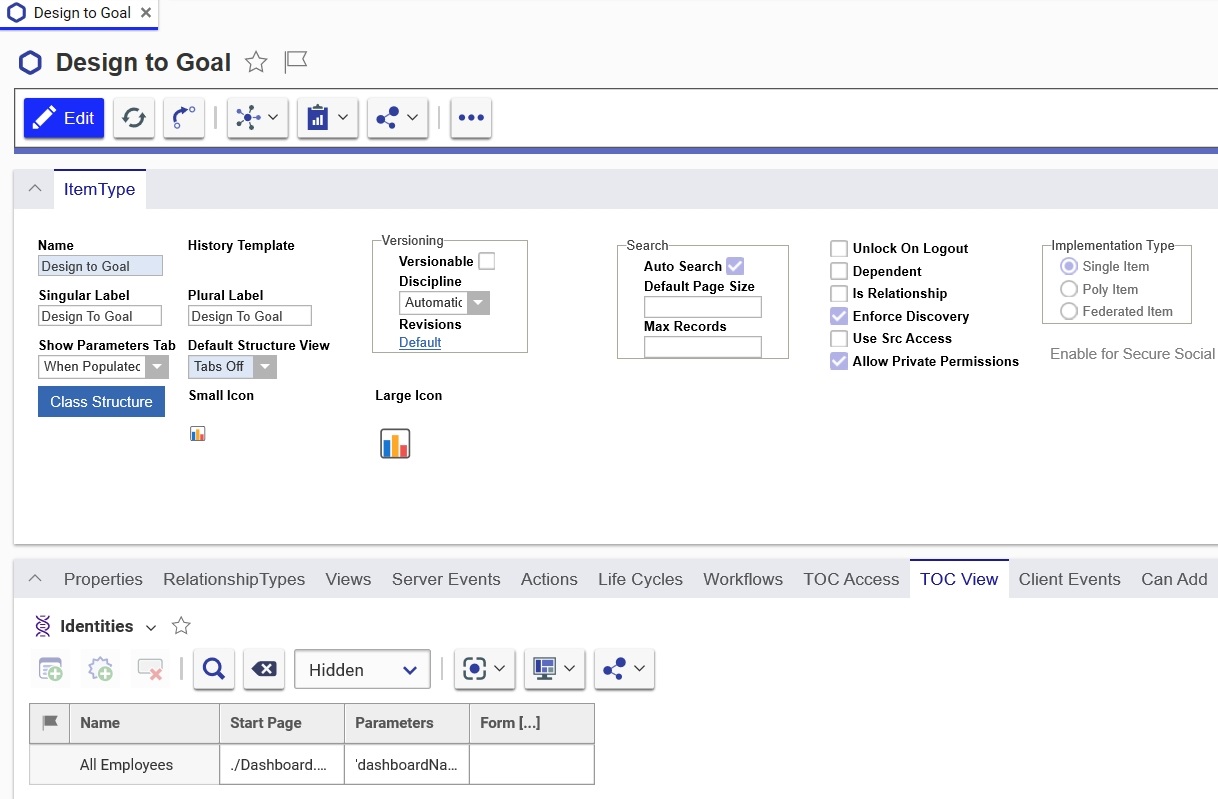 Design to Goal
Design to Goal
Edit
ItemType
Name
History Template
Design to Goal
Singular Label
Plural Label
Design To Goal
Design To Goal
Show Parameters Tab
Default Structure View
When Populatec
Tabs Off
Class Structure
Small Icon
Large Icon
Versioning
Versionable
Discipline
Automatic
Revisions
Default
Search
Auto Search
Default Page Size
Max Records
Unlock On Logout
Dependent
Is Relationship
Enforce Discovery
Use Src Access
Allow Private Permissions
Implementation Type
Single Item
Poly Item
Federated Item
Enable for Secure Social
Properties RelationshipTypes Views Server Events Actions Life Cycles Workflows TOC Access TOC View Client Events Can Add
Identities
Hidden
Name Start Page Parameters Form [...]
All Employees ./Dashboard.... 'dashboardNa...